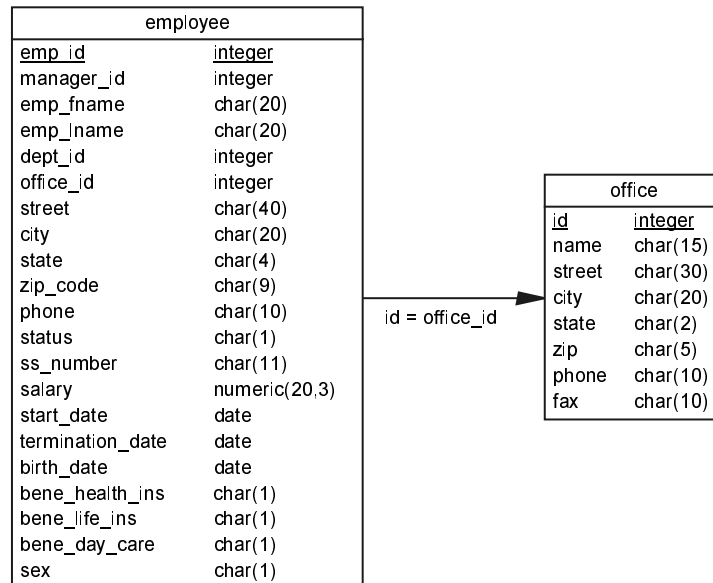 employee
emp_id integer
manager_id integer
emp_fname char(20)
emp_lname char(20)
dept_id integer
office_id integer
street char(40)
city char(20)
state char(4)
zip_code char(9)
phone char(10)
status char(1)
ss_number char(11)
salary numeric(20,3)
start_date date
termination_date date
birth_date date
bene_health_ins char(1)
bene_life_ins char(1)
bene_day_care char(1)
sex char(1)
id = office_id
office
id integer
name char(15)
street char(30)
city char(20)
state char(2)
zip char(5)
phone char(10)
fax char(10)